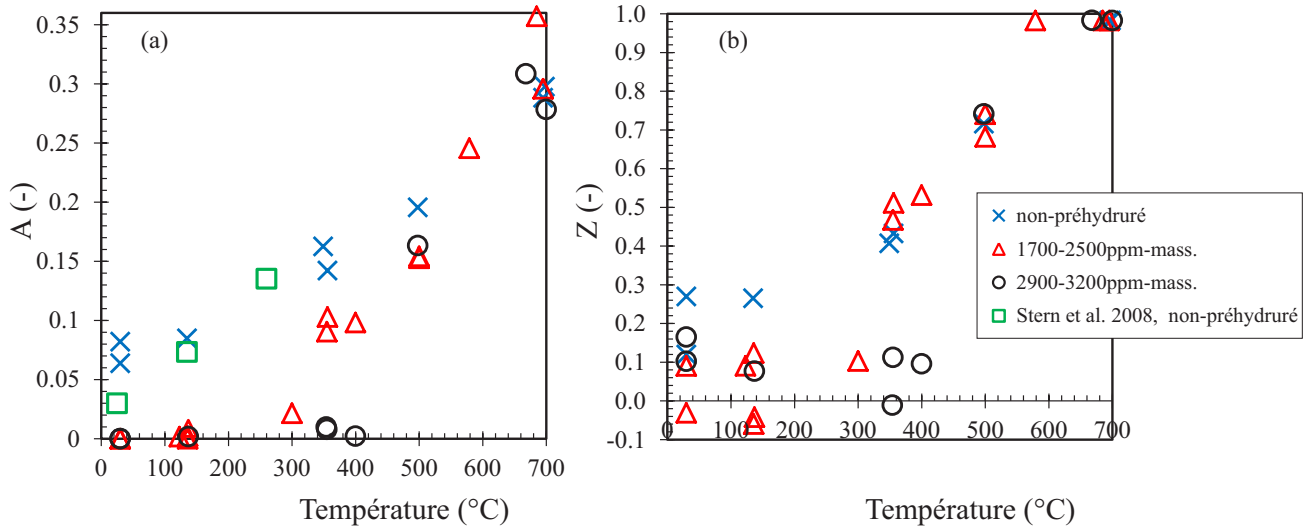 (a)
A (-)
0.35
0.3
0.25
0.2
0.15
0.1
0.05
0
0 100 200 300 400 500 600 700
Température (°C)
(b)
Z (-)
1.0
0.9
0.8
0.7
0.6
0.5
0.4
0.3
0.2
0.1
0.0
-0.1
0 100 200 300 400 500 600 700
Température (°C)
non-préhydruré
1700-2500ppm-mass.
2900-3200ppm-mass.
Stern et al. 2008, non-préhydruré